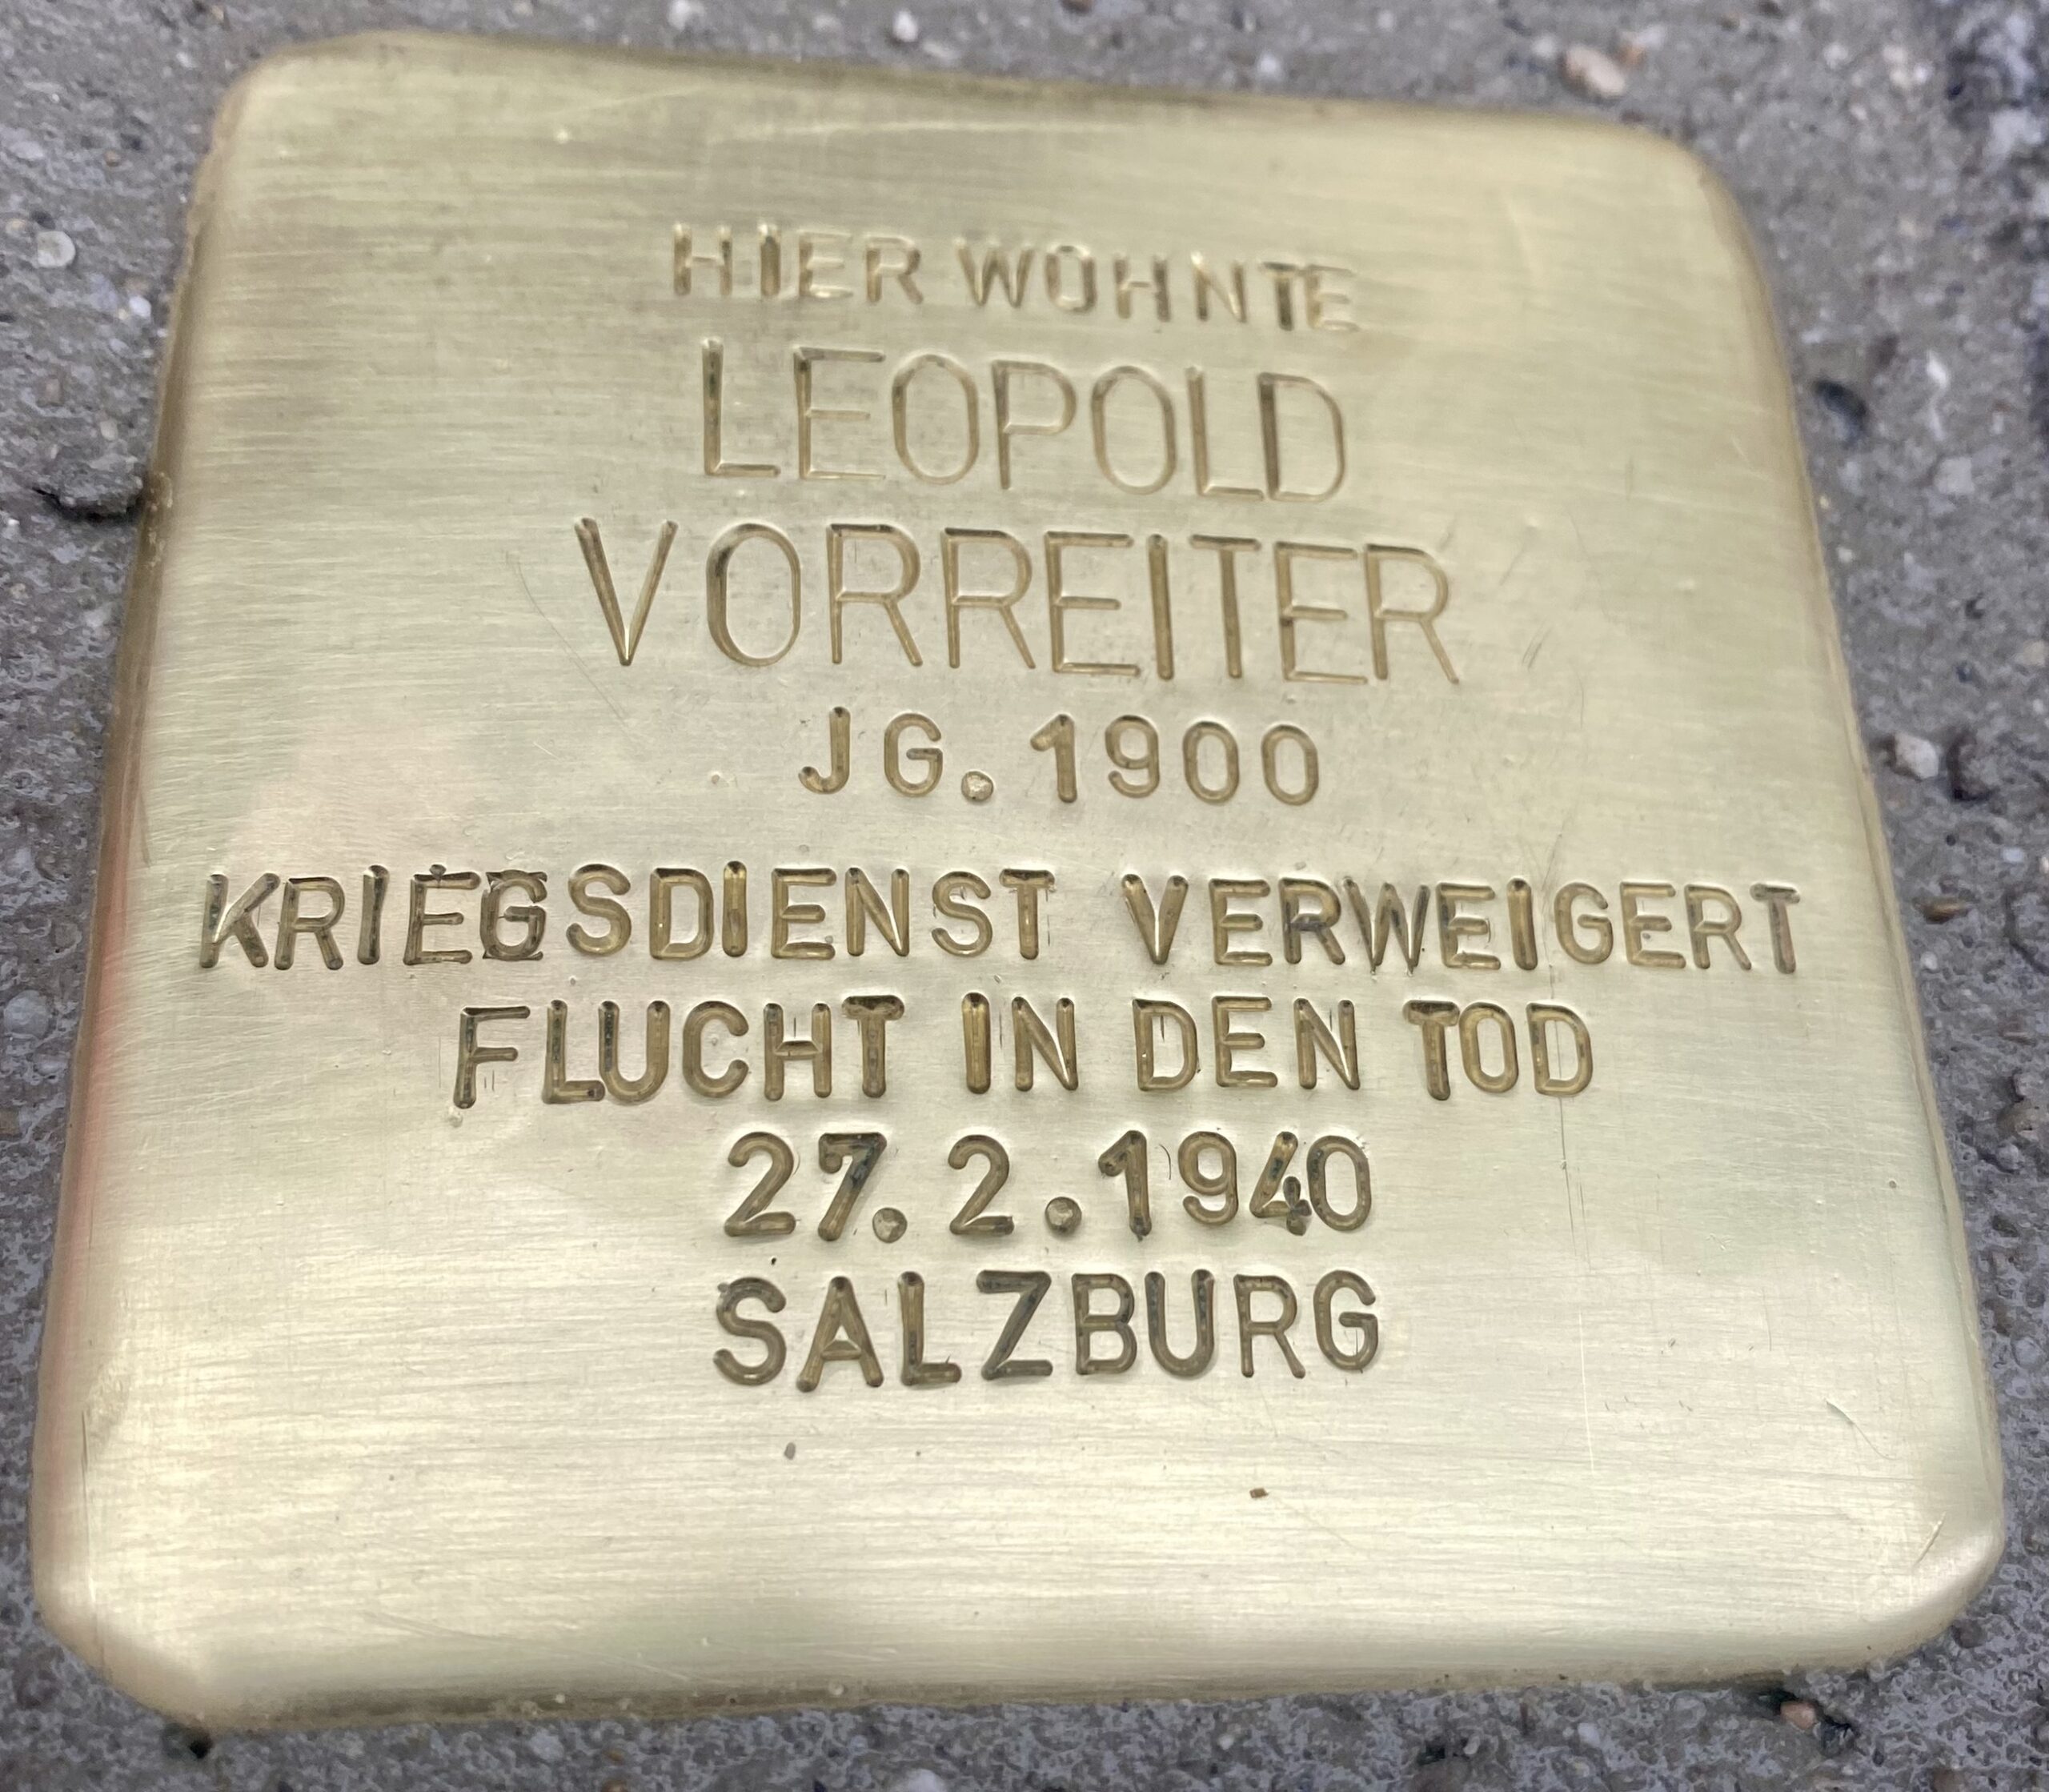 HIER WOHNTE
LEOPOLD
VORREITER
JG. 1900
KRIEGSDIENST VERWEIGERT
FLUCHT IN DEN TOD
27.2.1940
SALZBURG